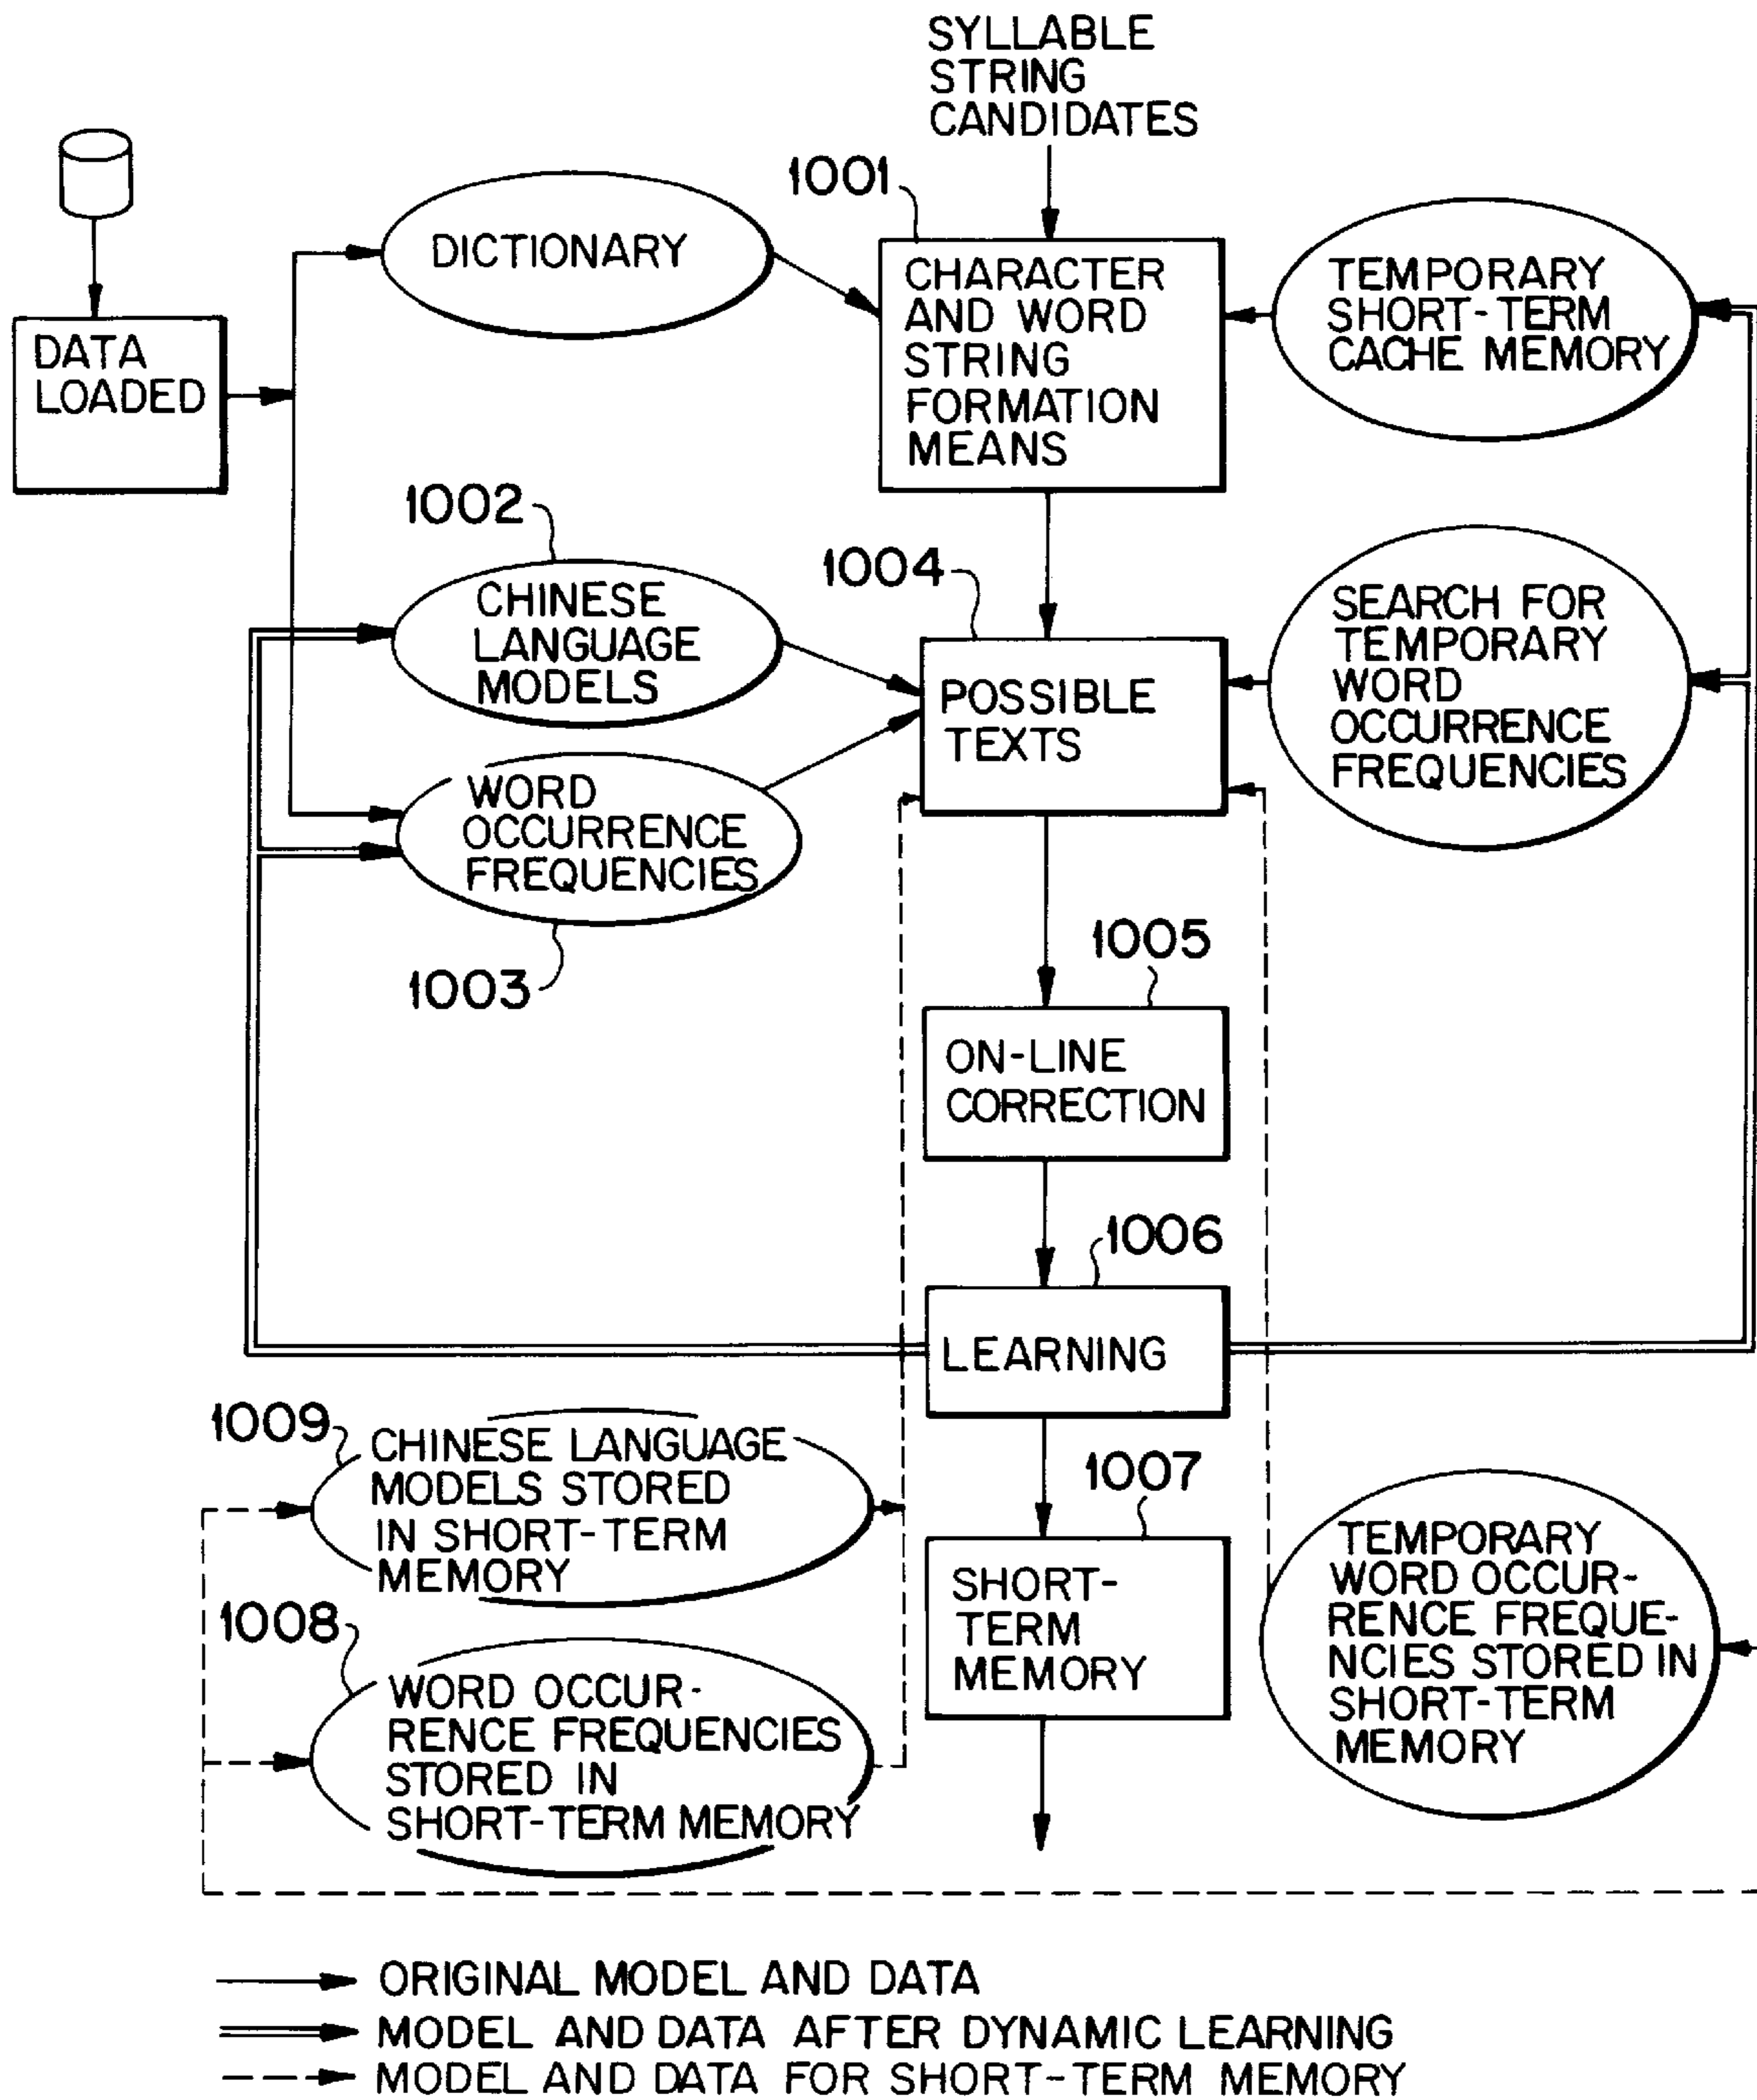 SYLLABLE
STRING
CANDIDATES
1001
DICTIONARY
DATA
LOADED
CHARACTER
AND WORD
STRING
FORMATION
MEANS
TEMPORARY
SHORT-TERM
CACHE MEMORY
1002
CHINESE
LANGUAGE
MODELS
1004
POSSIBLE
TEXTS
SEARCH FOR
TEMPORARY
WORD
OCCURRENCE
FREQUENCIES
WORD
OCCURRENCE
FREQUENCIES
1003
1005
ON-LINE
CORRECTION
1006
LEARNING
1009
CHINESE LANGUAGE
MODELS STORED
IN SHORT-TERM
MEMORY
1007
SHORT-
TERM
MEMORY
TEMPORARY
WORD OCCUR-
RENCE FREQUE-
NCIES STORED IN
SHORT-TERM
MEMORY
1008
WORD OCCUR-
RENCE FREQUENCIES
STORED IN
SHORT-TERM MEMORY
ORIGINAL MODEL AND DATA
MODEL AND DATA AFTER DYNAMIC LEARNING
MODEL AND DATA FOR SHORT-TERM MEMORY